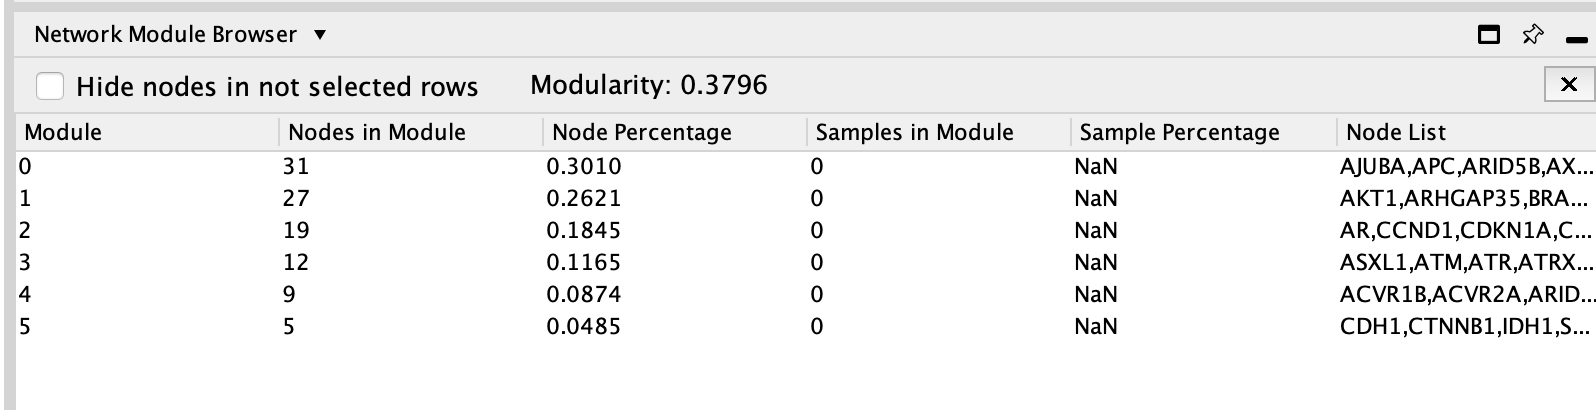 Network Module Browser ▼
Hide nodes in not selected rows Modularity: 0.3796
Module Nodes in Module Node Percentage Samples in Module Sample Percentage Node List
0 31 0.3010 0 NaN AJUBA,APC,ARID5B,AX...
1 27 0.2621 0 NaN AKT1,ARHGAP35,BRA...
2 19 0.1845 0 NaN AR,CCND1,CDKN1A,C...
3 12 0.1165 0 NaN ASXL1,ATM,ATR,ATRX...
4 9 0.0874 0 NaN ACVR1B,ACVR2A,ARID...
5 5 0.0485 0 NaN CDH1,CTNNB1,IDH1,S...